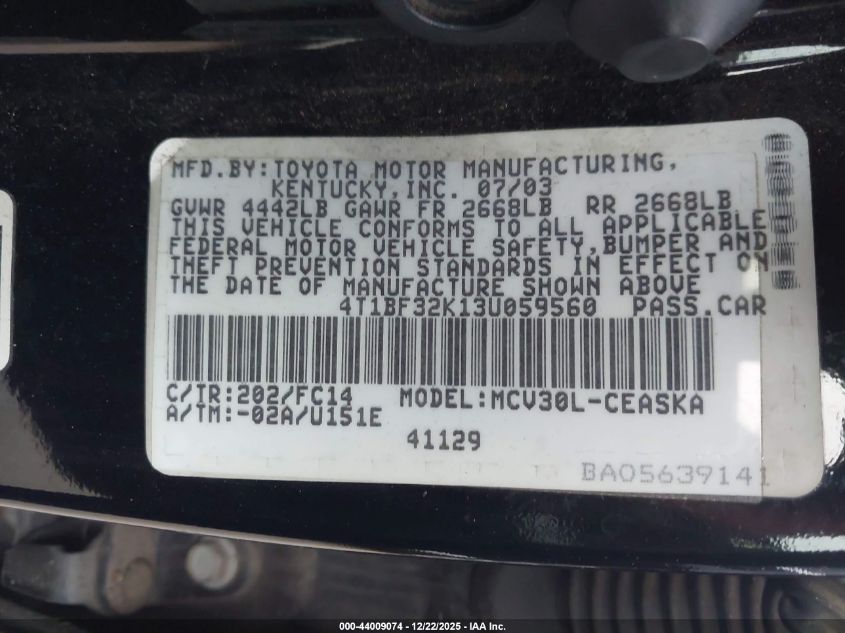 MFD.BY:TOYOTA MOTOR MANUFACTURING,
KENTUCKY,INC. 07/03
GVWR 4442LB GAWR FR 2668LB RR 2668LB
THIS VEHICLE CONFORMS TO ALL APPLICABLE
FEDERAL MOTOR VEHICLE SAFETY,BUMPER AND
THEFT PREVENTION STANDARDS IN EFFECT ON
THE DATE OF MANUFACTURE SHOWN ABOVE
4T1BF32K13U059560 PASS.CAR
C/TR:202/FC14 MODEL:MCV30L-CEASKA
A/TM:-02A/U151E
41129
BA05639141
000-44009074 - 12/22/2025 - IAA Inc.